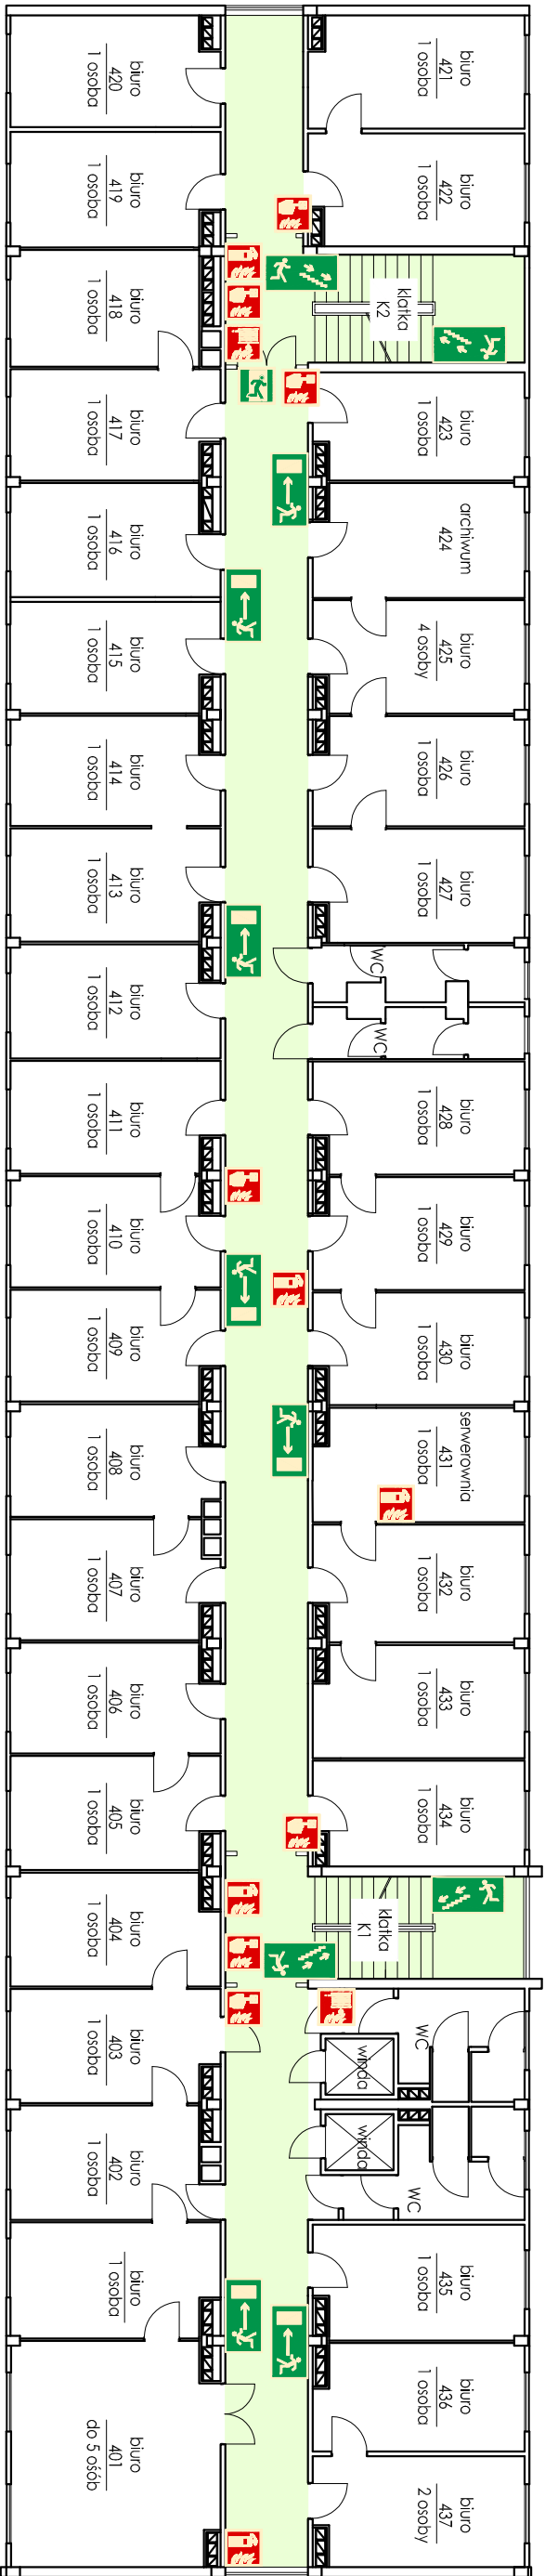 biuro
420
1 osoba
biuro
421
1 osoba
biuro
419
1 osoba
biuro
422
1 osoba
biuro
418
1 osoba
klatka
K2
biuro
417
1 osoba
biuro
423
1 osoba
biuro
416
1 osoba
archiwum
424
biuro
415
1 osoba
biuro
425
4 osoby
biuro
414
1 osoba
biuro
426
1 osoba
biuro
413
1 osoba
biuro
427
1 osoba
biuro
412
1 osoba
WC
WC
biuro
411
1 osoba
biuro
428
1 osoba
biuro
410
1 osoba
biuro
429
1 osoba
biuro
409
1 osoba
biuro
430
1 osoba
biuro
408
1 osoba
serwerownia
431
1 osoba
biuro
407
1 osoba
biuro
432
1 osoba
biuro
406
1 osoba
biuro
433
1 osoba
biuro
405
1 osoba
biuro
434
1 osoba
biuro
404
1 osoba
klatka
K1
biuro
403
1 osoba
WC
winda
biuro
402
1 osoba
winda
WC
biuro
1 osoba
biuro
435
1 osoba
biuro
401
do 5 osób
biuro
436
1 osoba
biuro
437
2 osoby